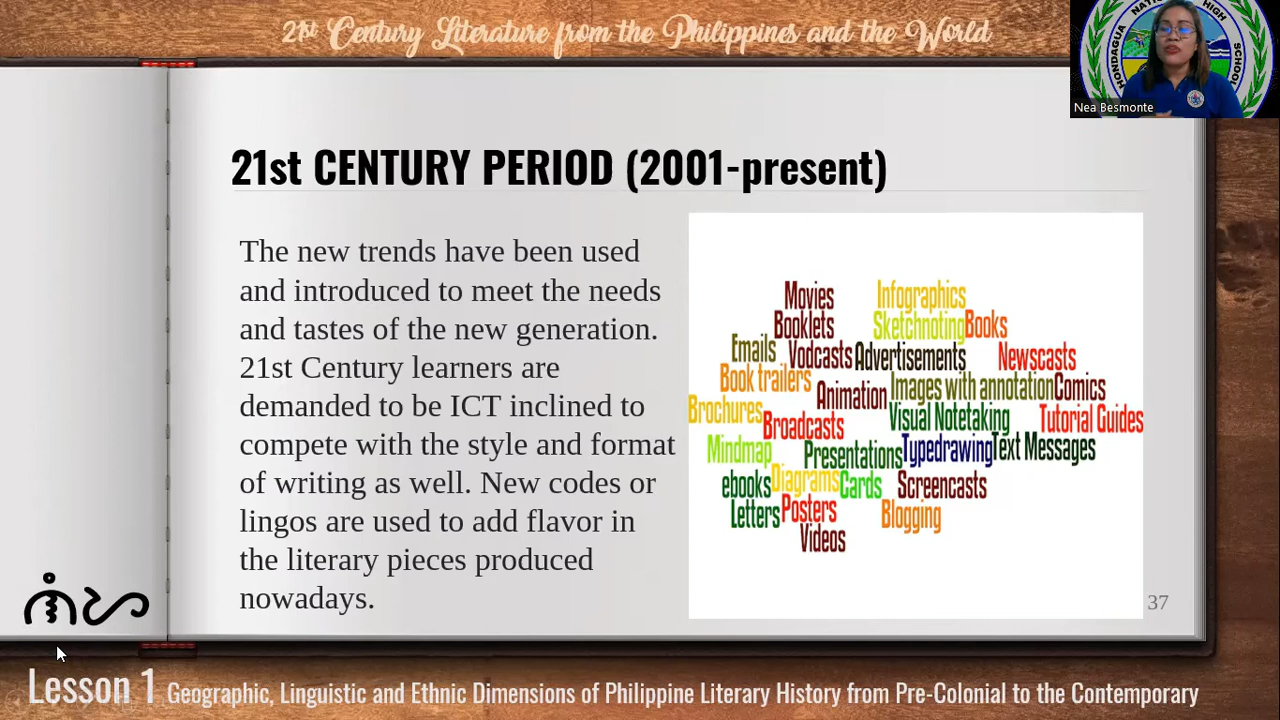 21st Century Literature from the Philippines and the World
NATIONAL HIGH SCHOOL
Nea Besmonte
21st CENTURY PERIOD (2001-present)
The new trends have been used
and introduced to meet the needs
and tastes of the new generation.
21st Century learners are
demanded to be ICT inclined to
compete with the style and format
of writing as well. New codes or
lingos are used to add flavor in
the literary pieces produced
nowadays.
Movies Infographics
Booklets Sketchnoting Books
Emails Vodcasts Advertisements Newscasts
Book trailers Animation Images with annotation Comics
Brochures Broadcasts Visual Notetaking Tutorial Guides
Mindmap Presentations Typedrawing Text Messages
ebooks Diagrams Cards Screencasts
Letters Posters Blogging
Videos
37
Lesson 1 Geographic, Linguistic and Ethnic Dimensions of Philippine Literary History from Pre-Colonial to the Contemporary